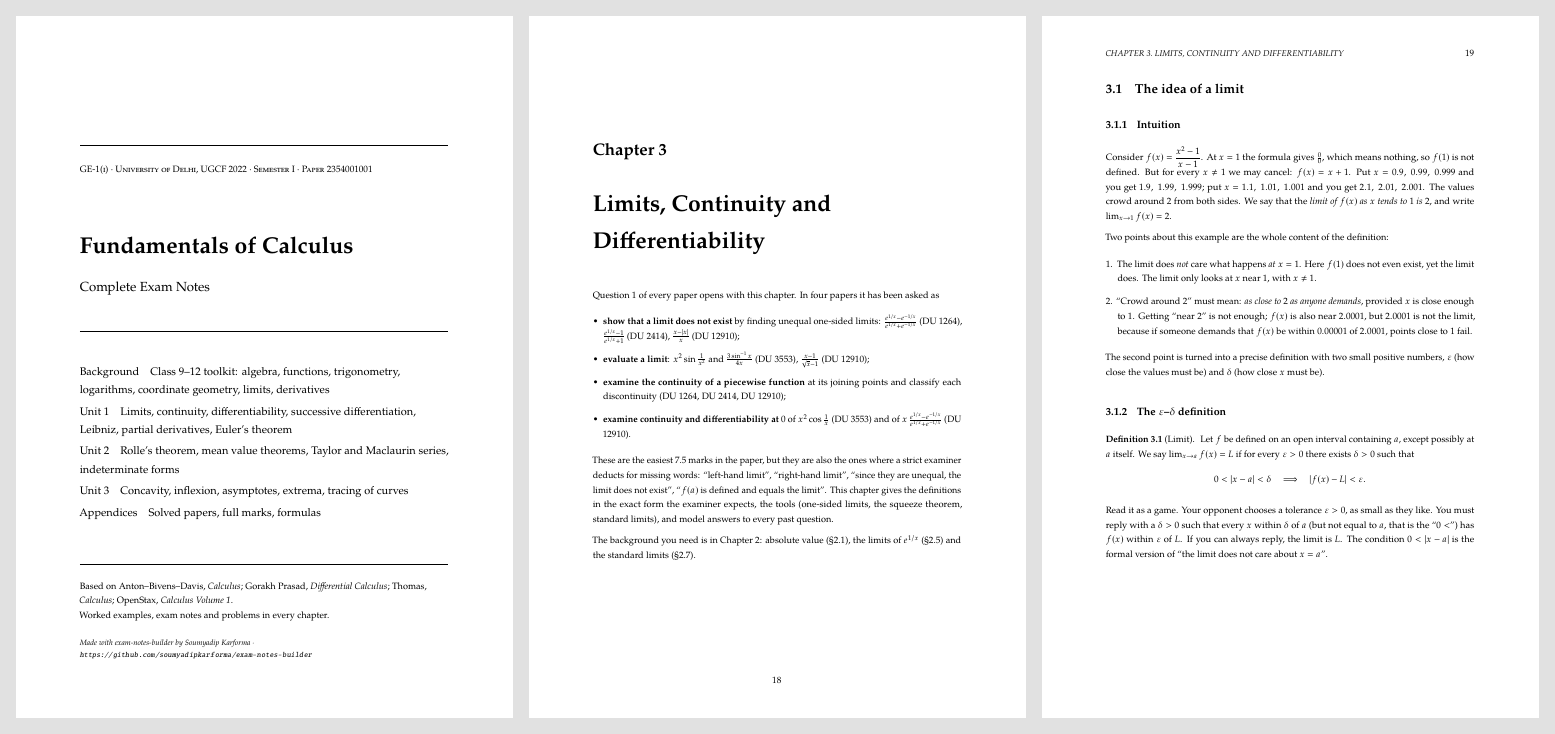 GE-1(i) · University of Delhi, UGCF 2022 · Semester I · Paper 2354001001
Fundamentals of Calculus
Complete Exam Notes
Background Class 9–12 toolkit: algebra, functions, trigonometry,
logarithms, coordinate geometry, limits, derivatives
Unit 1 Limits, continuity, differentiability, successive differentiation,
Leibniz, partial derivatives, Euler's theorem
Unit 2 Rolle's theorem, mean value theorems, Taylor and Maclaurin series,
indeterminate forms
Unit 3 Concavity, inflexion, asymptotes, extrema, tracing of curves
Appendices Solved papers, full marks, formulas
Based on Anton–Bivens–Davis, Calculus; Gorakh Prasad, Differential Calculus; Thomas,
Calculus; OpenStax, Calculus Volume 1.
Worked examples, exam notes and problems in every chapter.
Made with exam-notes-builder by Soumyadip Karforma ·
https://github.com/soumyadipkarforma/exam-notes-builder
Chapter 3
Limits, Continuity and
Differentiability
Question 1 of every paper opens with this chapter. In four papers it has been asked as
• show that a limit does not exist by finding unequal one-sided limits: (e^{1/x}−e^{−1/x})/(e^{1/x}+e^{−1/x}) (DU 1264),
(e^{1/x}−1)/(e^{1/x}+1) (DU 2414), (x−|x|)/x (DU 12910);
• evaluate a limit: x² sin 1/x² and (3 sin⁻¹ x)/(4x) (DU 3553), (x−1)/(√x−1) (DU 12910);
• examine the continuity of a piecewise function at its joining points and classify each
discontinuity (DU 1264, DU 2414, DU 12910);
• examine continuity and differentiability at 0 of x² cos 1/x (DU 3553) and of x (e^{1/x}−e^{−1/x})/(e^{1/x}+e^{−1/x}) (DU
12910).
These are the easiest 7.5 marks in the paper, but they are also the ones where a strict examiner
deducts for missing words: “left-hand limit”, “right-hand limit”, “since they are unequal, the
limit does not exist”, “f(a) is defined and equals the limit”. This chapter gives the definitions
in the exact form the examiner expects, the tools (one-sided limits, the squeeze theorem,
standard limits), and model answers to every past question.
The background you need is in Chapter 2: absolute value (§2.1), the limits of e^{1/x} (§2.5) and
the standard limits (§2.7).
18
CHAPTER 3. LIMITS, CONTINUITY AND DIFFERENTIABILITY 19
3.1 The idea of a limit
3.1.1 Intuition
Consider f(x) = (x² − 1)/(x − 1). At x = 1 the formula gives 0/0, which means nothing, so f(1) is not
defined. But for every x ≠ 1 we may cancel: f(x) = x + 1. Put x = 0.9, 0.99, 0.999 and
you get 1.9, 1.99, 1.999; put x = 1.1, 1.01, 1.001 and you get 2.1, 2.01, 2.001. The values
crowd around 2 from both sides. We say that the limit of f(x) as x tends to 1 is 2, and write
lim_{x→1} f(x) = 2.
Two points about this example are the whole content of the definition:
1. The limit does not care what happens at x = 1. Here f(1) does not even exist, yet the limit
does. The limit only looks at x near 1, with x ≠ 1.
2. “Crowd around 2” must mean: as close to 2 as anyone demands, provided x is close enough
to 1. Getting “near 2” is not enough; f(x) is also near 2.0001, but 2.0001 is not the limit,
because if someone demands that f(x) be within 0.00001 of 2.0001, points close to 1 fail.
The second point is turned into a precise definition with two small positive numbers, ε (how
close the values must be) and δ (how close x must be).
3.1.2 The ε–δ definition
Definition 3.1 (Limit). Let f be defined on an open interval containing a, except possibly at
a itself. We say lim_{x→a} f(x) = L if for every ε > 0 there exists δ > 0 such that
0 < |x − a| < δ ⟹ |f(x) − L| < ε.
Read it as a game. Your opponent chooses a tolerance ε > 0, as small as they like. You must
reply with a δ > 0 such that every x within δ of a (but not equal to a, that is the “0 <”) has
f(x) within ε of L. If you can always reply, the limit is L. The condition 0 < |x − a| is the
formal version of “the limit does not care about x = a”.